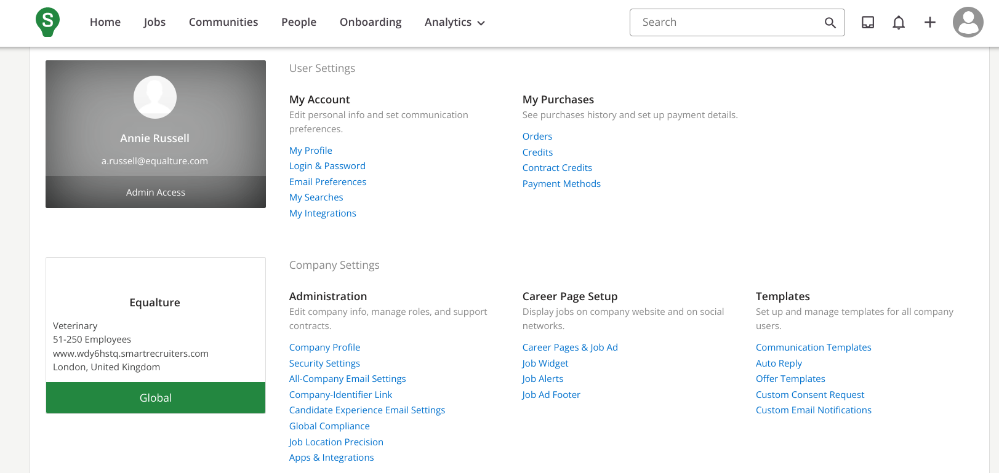 S
Home Jobs Communities People Onboarding Analytics
Search
Annie Russell
a.russell@equalture.com
Admin Access
User Settings
My Account
Edit personal info and set communication
preferences.
My Profile
Login & Password
Email Preferences
My Searches
My Integrations
My Purchases
See purchases history and set up payment details.
Orders
Credits
Contract Credits
Payment Methods
Equalture
Veterinary
51-250 Employees
www.wdy6hstq.smartrecruiters.com
London, United Kingdom
Global
Company Settings
Administration
Edit company info, manage roles, and support
contracts.
Company Profile
Security Settings
All-Company Email Settings
Company-Identifier Link
Candidate Experience Email Settings
Global Compliance
Job Location Precision
Apps & Integrations
Career Page Setup
Display jobs on company website and on social
networks.
Career Pages & Job Ad
Job Widget
Job Alerts
Job Ad Footer
Templates
Set up and manage templates for all company
users.
Communication Templates
Auto Reply
Offer Templates
Custom Consent Request
Custom Email Notifications